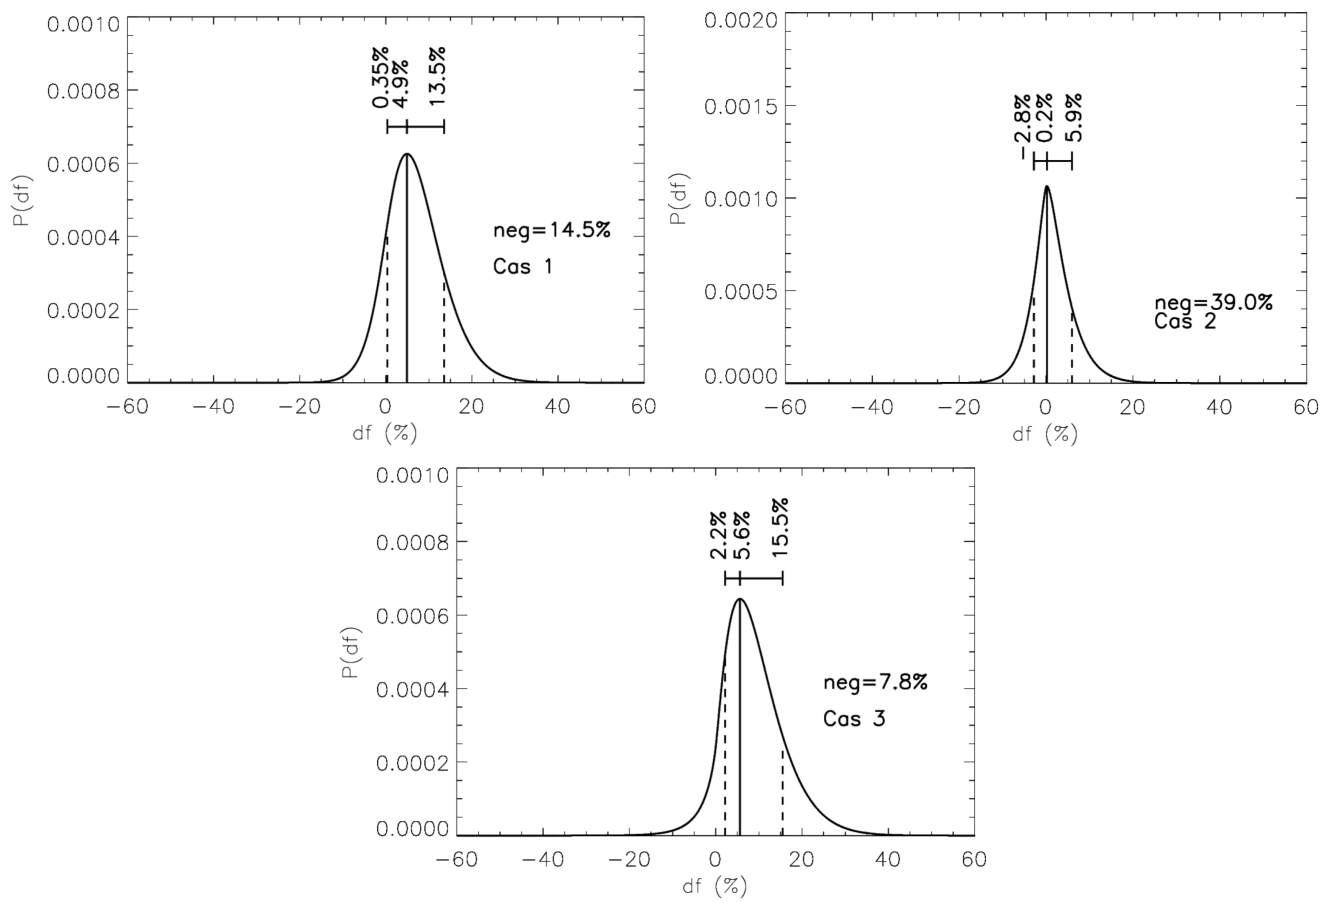 0.0010
0.0008
0.0006
0.0004
0.0002
0.0000
P(df)
0.35%
4.9%
13.5%
neg=14.5%
Cas 1
−60 −40 −20 0 20 40 60
df (%)
0.0020
0.0015
0.0010
0.0005
0.0000
P(df)
−2.8%
0.2%
5.9%
neg=39.0%
Cas 2
−60 −40 −20 0 20 40 60
df (%)
0.0010
0.0008
0.0006
0.0004
0.0002
0.0000
P(df)
2.2%
5.6%
15.5%
neg=7.8%
Cas 3
−60 −40 −20 0 20 40 60
df (%)